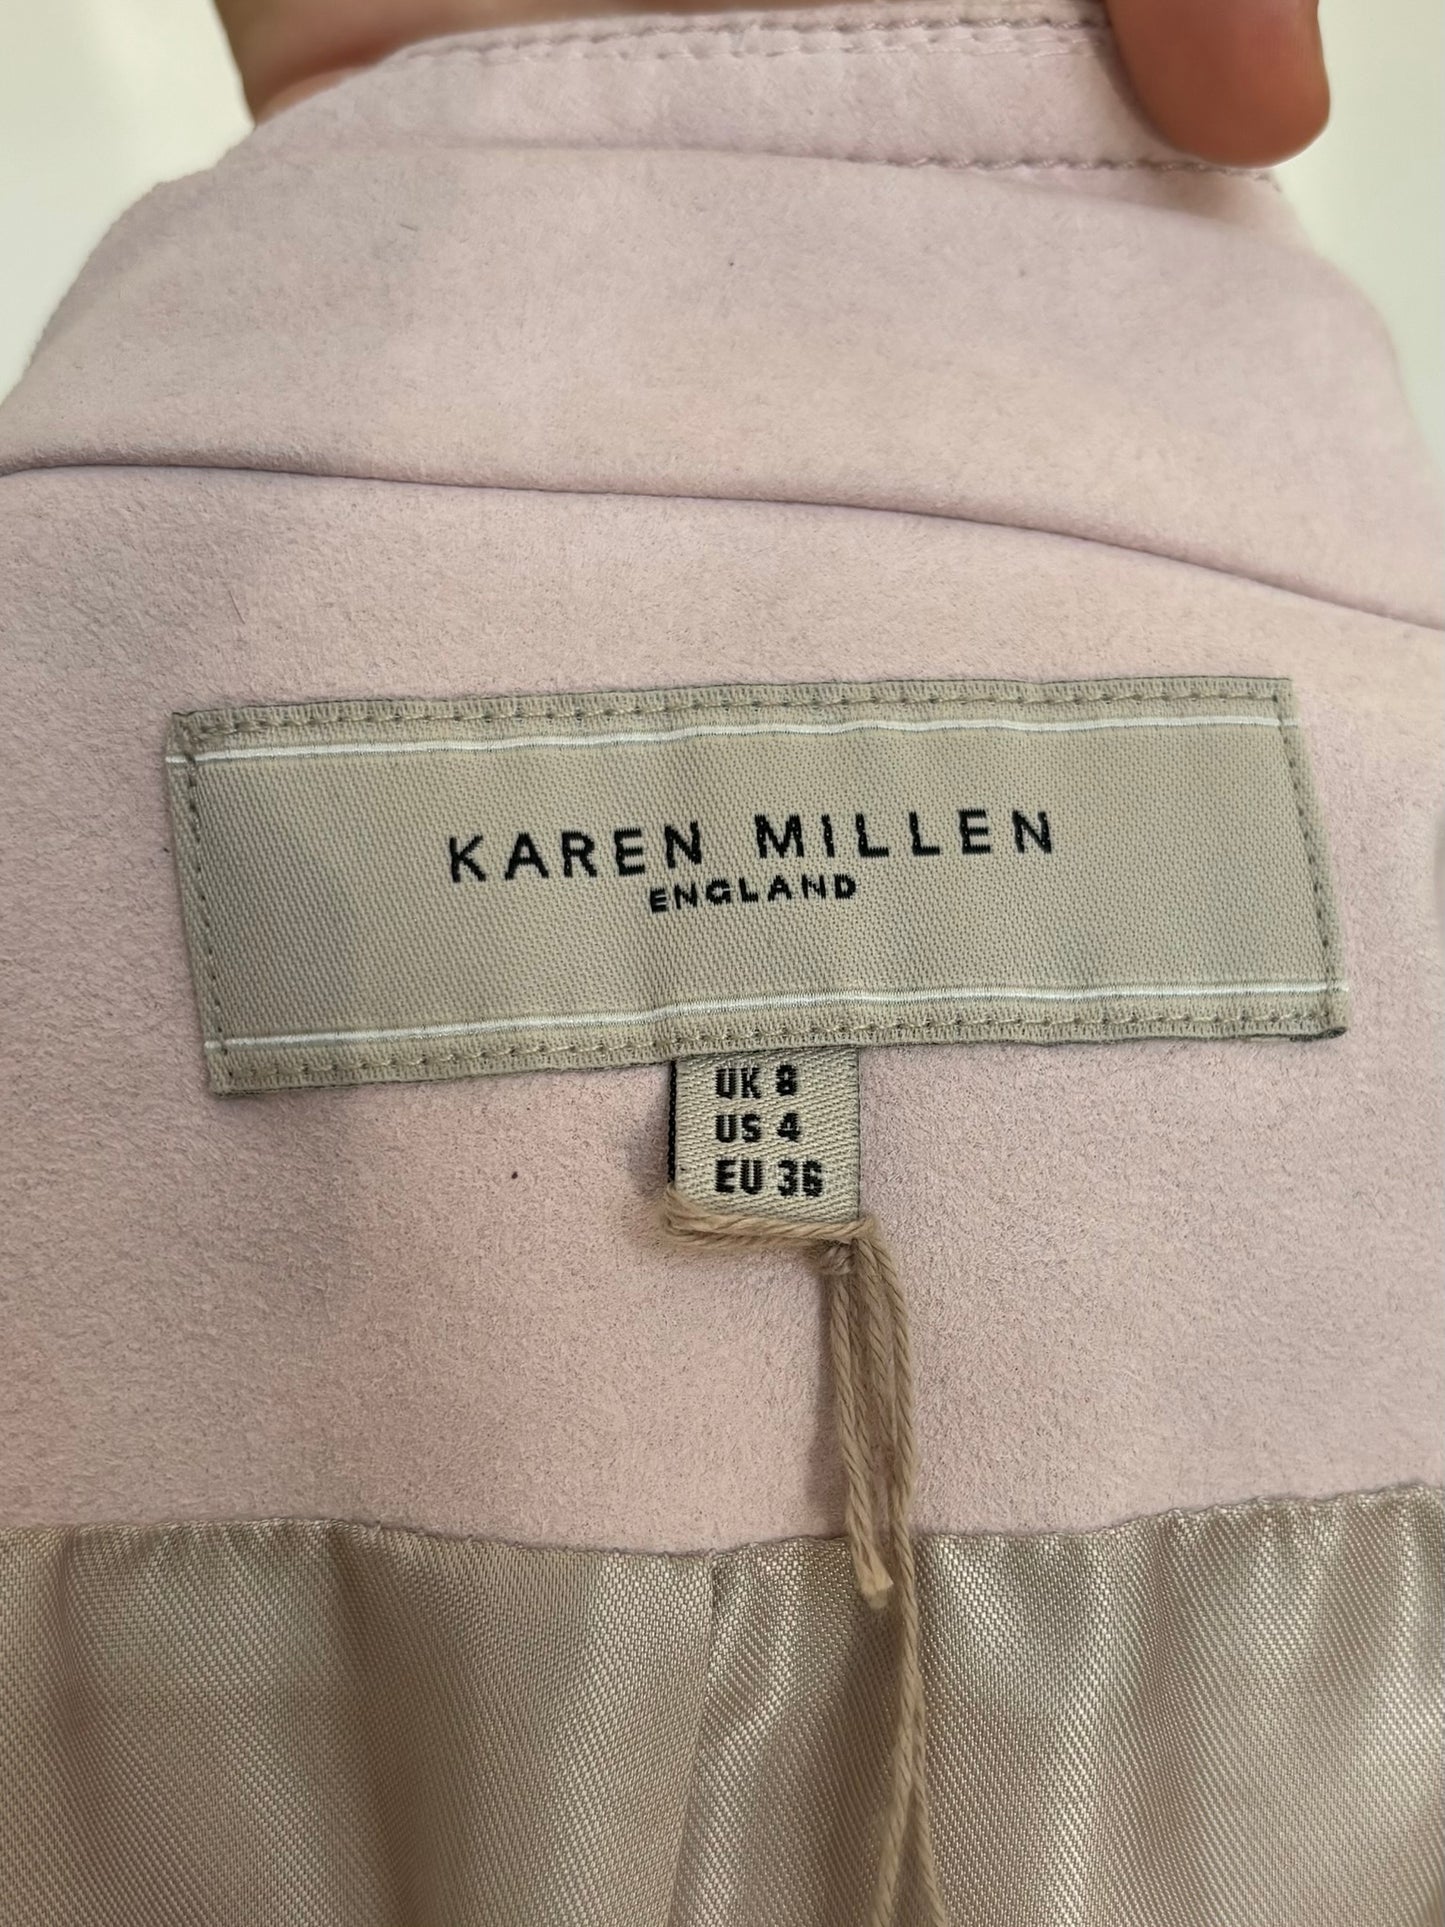 KAREN MILLEN
ENGLAND
UK 8
US 4
EU 36